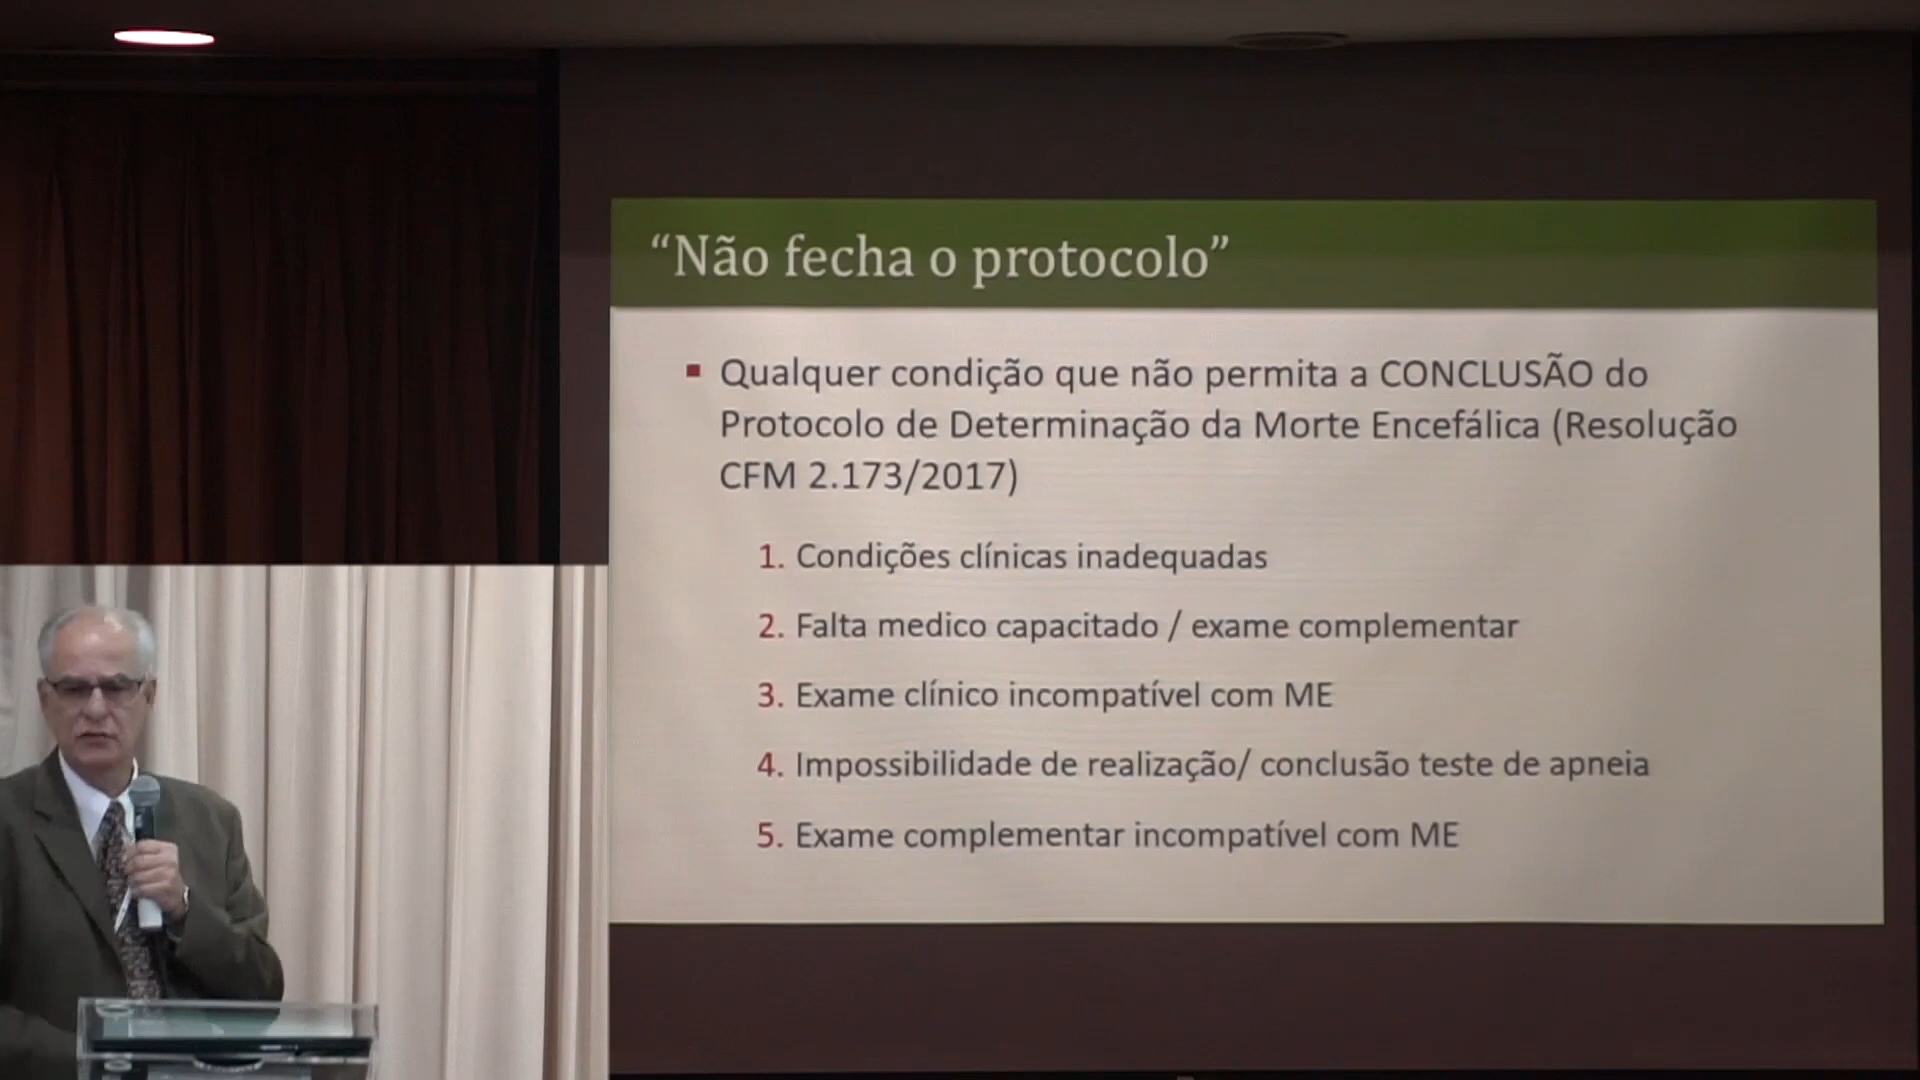 “Não fecha o protocolo”
Qualquer condição que não permita a CONCLUSÃO do
Protocolo de Determinação da Morte Encefálica (Resolução
CFM 2.173/2017)
1. Condições clínicas inadequadas
2. Falta medico capacitado / exame complementar
3. Exame clínico incompatível com ME
4. Impossibilidade de realização/ conclusão teste de apneia
5. Exame complementar incompatível com ME